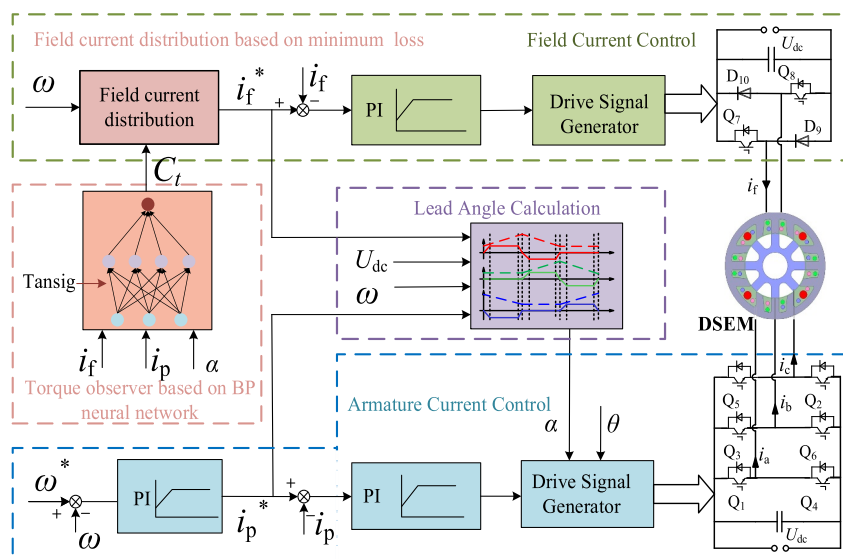 Field current distribution based on minimum loss
Field Current Control
ω
Field current
distribution
i_f^*
+
−
i_f
PI
Drive Signal
Generator
U_dc
D_10
Q_8
Q_7
D_9
i_f
C_t
Tansig
i_f
i_p
α
Torque observer based on BP
neural network
Lead Angle Calculation
U_dc
ω
DSEM
Armature Current Control
α
θ
ω^*
+
−
ω
PI
i_p^*
+
−
i_p
PI
Drive Signal
Generator
i_c
Q_5
Q_2
i_b
Q_3
Q_6
i_a
Q_1
Q_4
U_dc